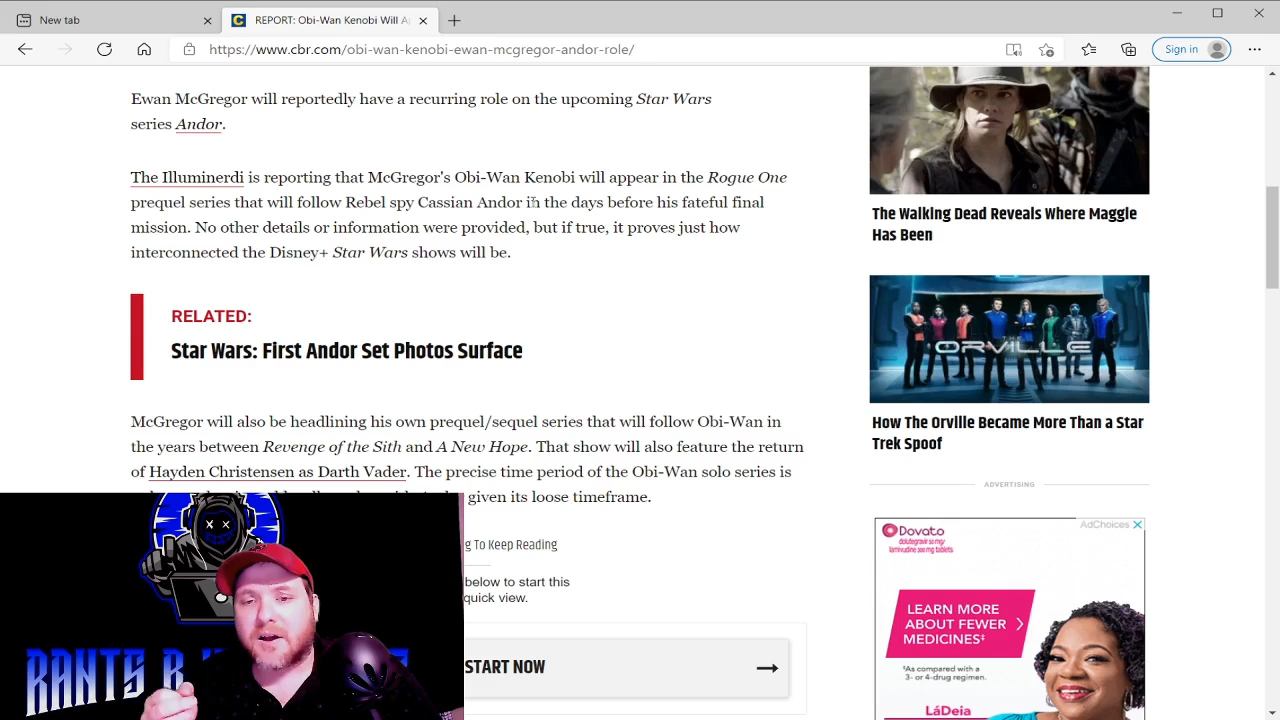 New tab
REPORT: Obi-Wan Kenobi Will A
https://www.cbr.com/obi-wan-kenobi-ewan-mcgregor-andor-role/
Sign in
Ewan McGregor will reportedly have a recurring role on the upcoming Star Wars
series Andor.
The Illuminerdi is reporting that McGregor's Obi-Wan Kenobi will appear in the Rogue One
prequel series that will follow Rebel spy Cassian Andor in the days before his fateful final
mission. No other details or information were provided, but if true, it proves just how
interconnected the Disney+ Star Wars shows will be.
RELATED:
Star Wars: First Andor Set Photos Surface
McGregor will also be headlining his own prequel/sequel series that will follow Obi-Wan in
the years between Revenge of the Sith and A New Hope. That show will also feature the return
of Hayden Christensen as Darth Vader. The precise time period of the Obi-Wan solo series is
given its loose timeframe.
g To Keep Reading
below to start this
quick view.
START NOW
RANTS
The Walking Dead Reveals Where Maggie
Has Been
THE
ORVILLE
How The Orville Became More Than a Star
Trek Spoof
ADVERTISING
AdChoices
Dovato
dolutegravir 50 mg/
lamivudine 300 mg tablets
LEARN MORE
ABOUT FEWER
MEDICINES‡
‡As compared with a
3- or 4-drug regimen.
LáDeia